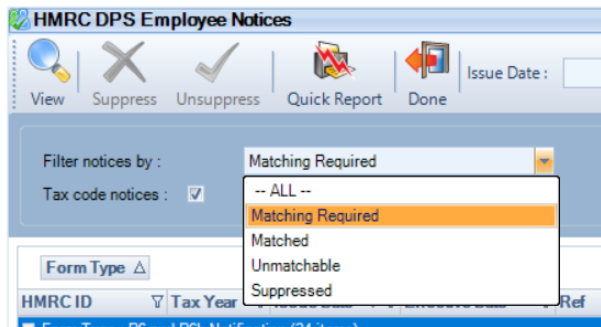 HMRC DPS Employee Notices
View Suppress Unsuppress Quick Report Done Issue Date :
Filter notices by : Matching Required
Tax code notices :
-- ALL --
Matching Required
Matched
Unmatchable
Suppressed
Form Type
HMRC ID Tax Year Ref